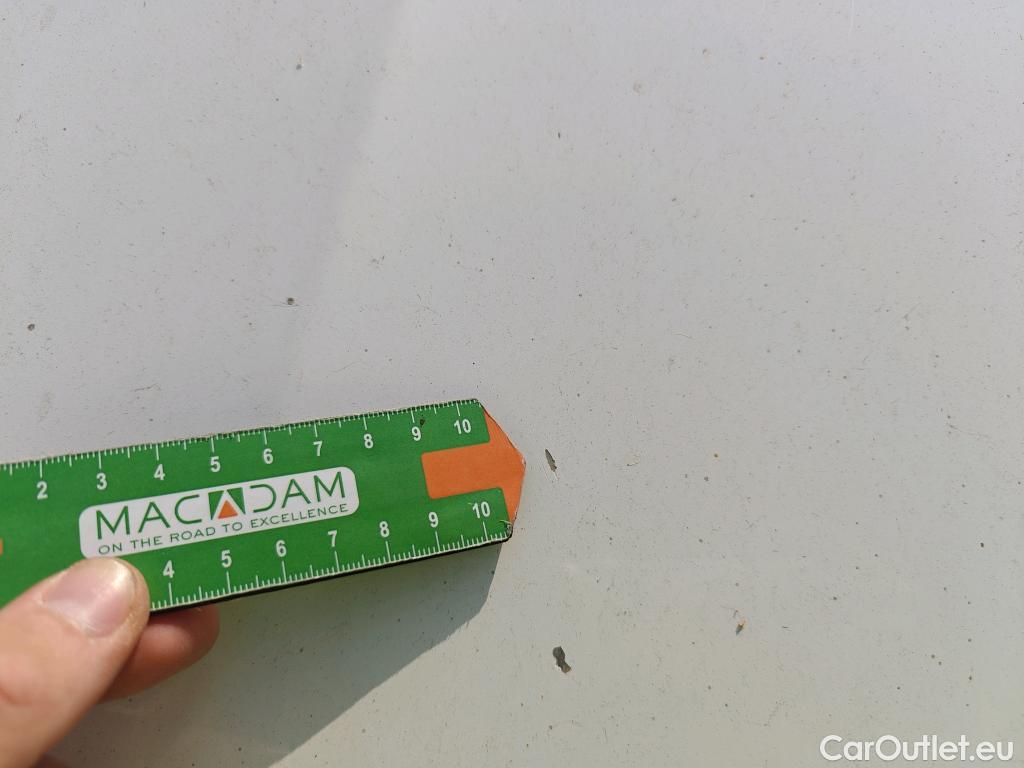 2 3 4 5 6 7 8 9 10
MACADAM
ON THE ROAD TO EXCELLENCE
4 5 6 7 8 9 10
CarOutlet.eu